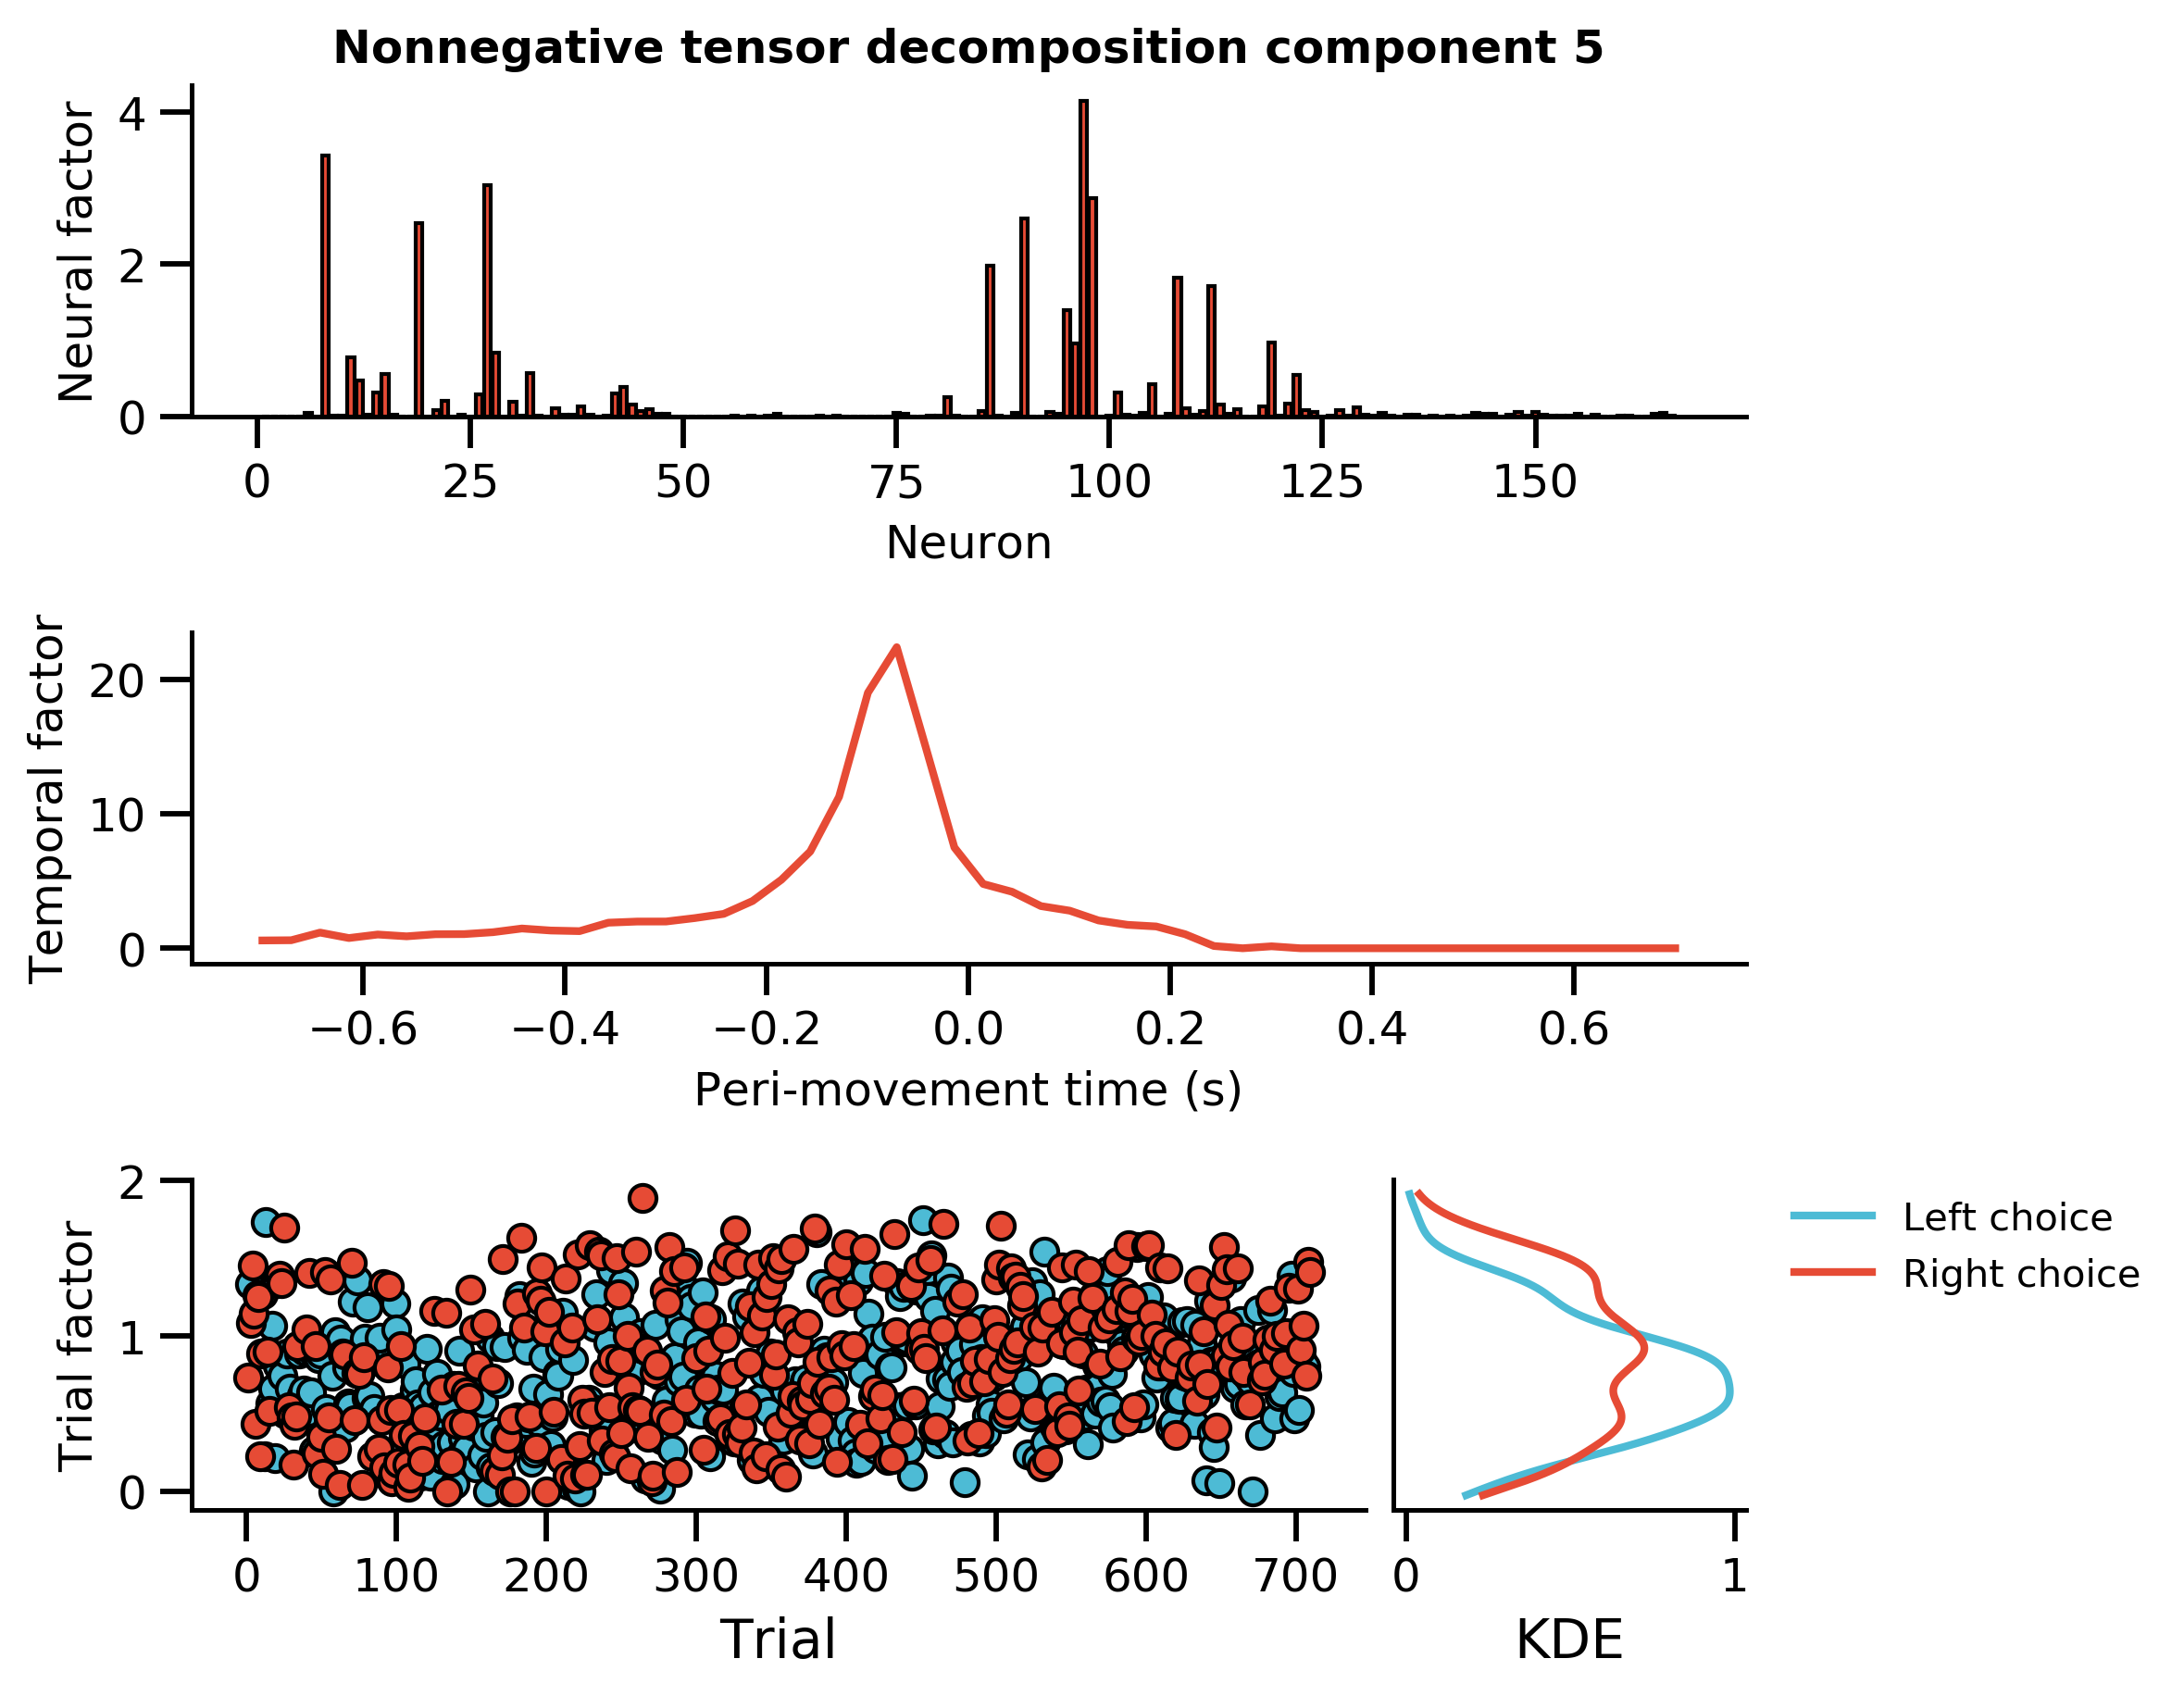 Nonnegative tensor decomposition component 5
Neural factor
4
2
0
0 25 50 75 100 125 150
Neuron
Temporal factor
20
10
0
−0.6 −0.4 −0.2 0.0 0.2 0.4 0.6
Peri-movement time (s)
Trial factor
2
1
0
0 100 200 300 400 500 600 700
Trial
0 1
KDE
Left choice
Right choice